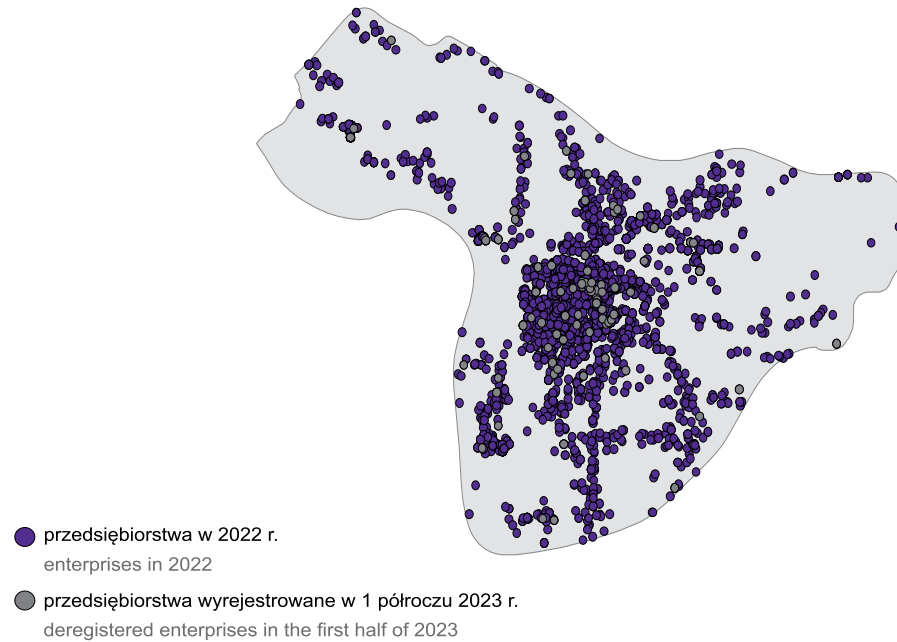 przedsiębiorstwa w 2022 r.
enterprises in 2022
przedsiębiorstwa wyrejestrowane w 1 półroczu 2023 r.
deregistered enterprises in the first half of 2023